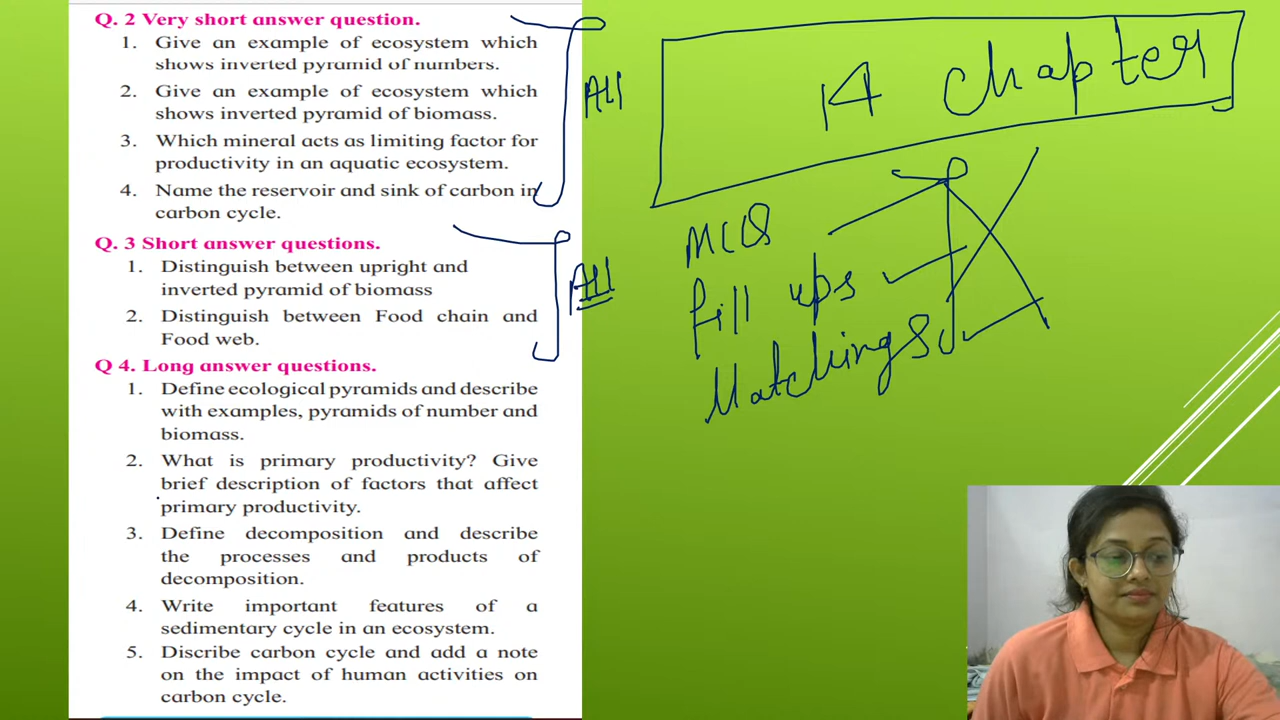 Q. 2 Very short answer question.
1. Give an example of ecosystem which
shows inverted pyramid of numbers.
2. Give an example of ecosystem which
shows inverted pyramid of biomass.
3. Which mineral acts as limiting factor for
productivity in an aquatic ecosystem.
4. Name the reservoir and sink of carbon in
carbon cycle.
All
Q. 3 Short answer questions.
1. Distinguish between upright and
inverted pyramid of biomass
2. Distinguish between Food chain and
Food web.
All
Q 4. Long answer questions.
1. Define ecological pyramids and describe
with examples, pyramids of number and
biomass.
2. What is primary productivity? Give
brief description of factors that affect
primary productivity.
3. Define decomposition and describe
the processes and products of
decomposition.
4. Write important features of a
sedimentary cycle in an ecosystem.
5. Discribe carbon cycle and add a note
on the impact of human activities on
carbon cycle.
14 chapter
MCQ
fill ups
Matchings